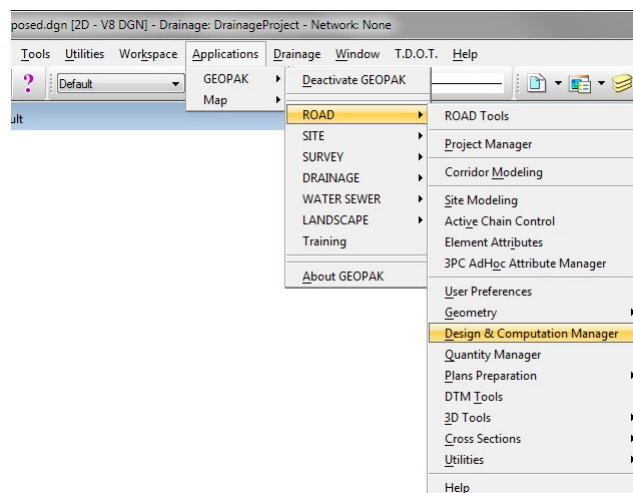 posed.dgn [2D - V8 DGN] - Drainage: DrainageProject - Network: None
Tools Utilities Workspace Applications Drainage Window T.D.O.T. Help
? Default
ult
GEOPAK
Map
Deactivate GEOPAK
ROAD
SITE
SURVEY
DRAINAGE
WATER SEWER
LANDSCAPE
Training
About GEOPAK
ROAD Tools
Project Manager
Corridor Modeling
Site Modeling
Active Chain Control
Element Attributes
3PC AdHoc Attribute Manager
User Preferences
Geometry
Design & Computation Manager
Quantity Manager
Plans Preparation
DTM Tools
3D Tools
Cross Sections
Utilities
Help